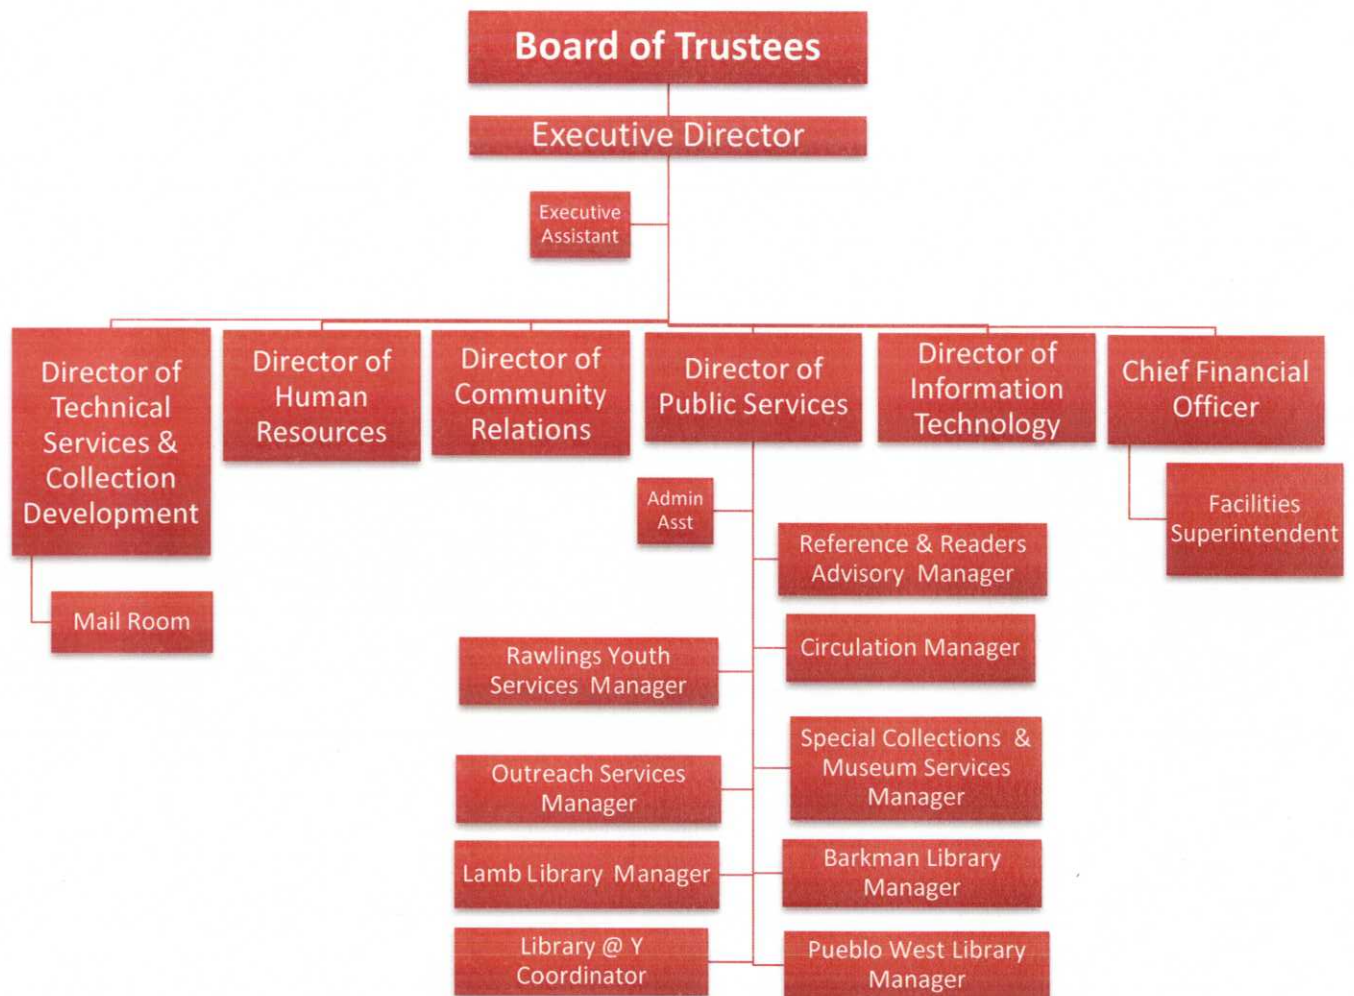 Board of Trustees
Executive Director
Executive
Assistant
Director of
Technical
Services &
Collection
Development
Director of
Human
Resources
Director of
Community
Relations
Director of
Public Services
Director of
Information
Technology
Chief Financial
Officer
Mail Room
Admin
Asst
Facilities
Superintendent
Reference & Readers
Advisory Manager
Rawlings Youth
Services Manager
Circulation Manager
Outreach Services
Manager
Special Collections &
Museum Services
Manager
Lamb Library Manager
Barkman Library
Manager
Library @ Y
Coordinator
Pueblo West Library
Manager